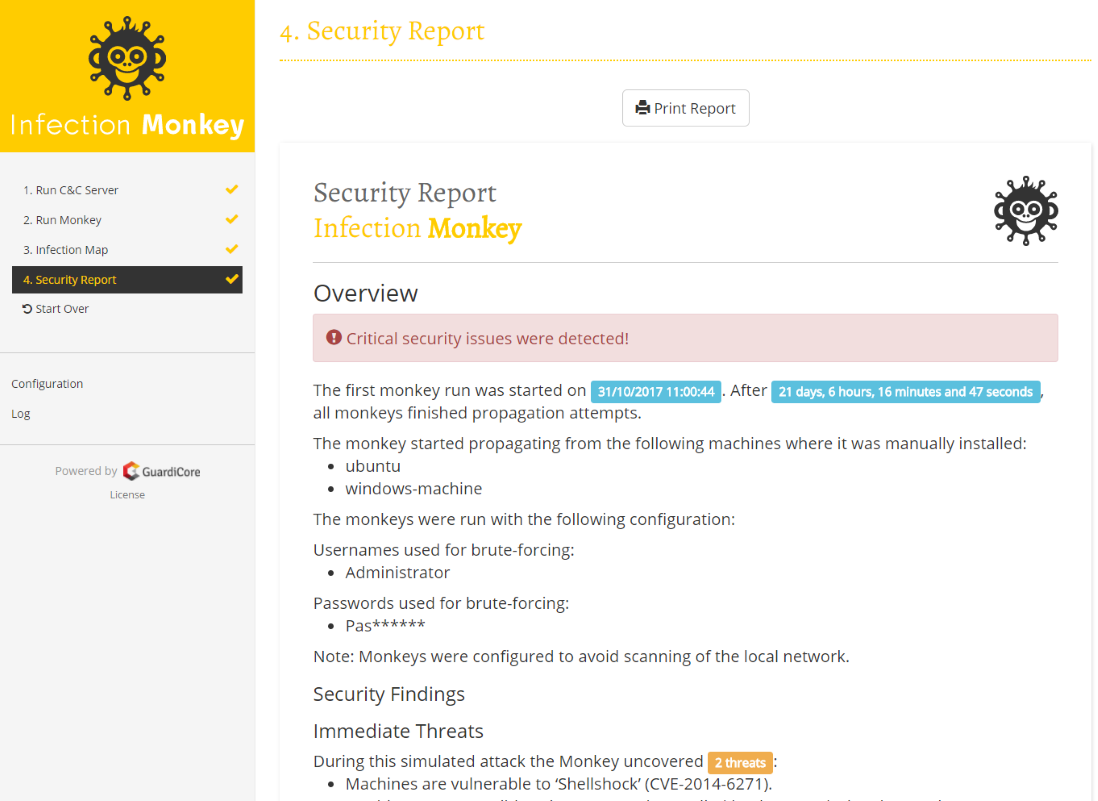 Infection Monkey
1. Run C&C Server
2. Run Monkey
3. Infection Map
4. Security Report
Start Over
Configuration
Log
Powered by GuardiCore
License
4. Security Report
Print Report
Security Report
Infection Monkey
Overview
Critical security issues were detected!
The first monkey run was started on 31/10/2017 11:00:44. After 21 days, 6 hours, 16 minutes and 47 seconds,
all monkeys finished propagation attempts.
The monkey started propagating from the following machines where it was manually installed:
• ubuntu
• windows-machine
The monkeys were run with the following configuration:
Usernames used for brute-forcing:
• Administrator
Passwords used for brute-forcing:
• Pas******
Note: Monkeys were configured to avoid scanning of the local network.
Security Findings
Immediate Threats
During this simulated attack the Monkey uncovered 2 threats:
• Machines are vulnerable to ‘Shellshock’ (CVE-2014-6271).